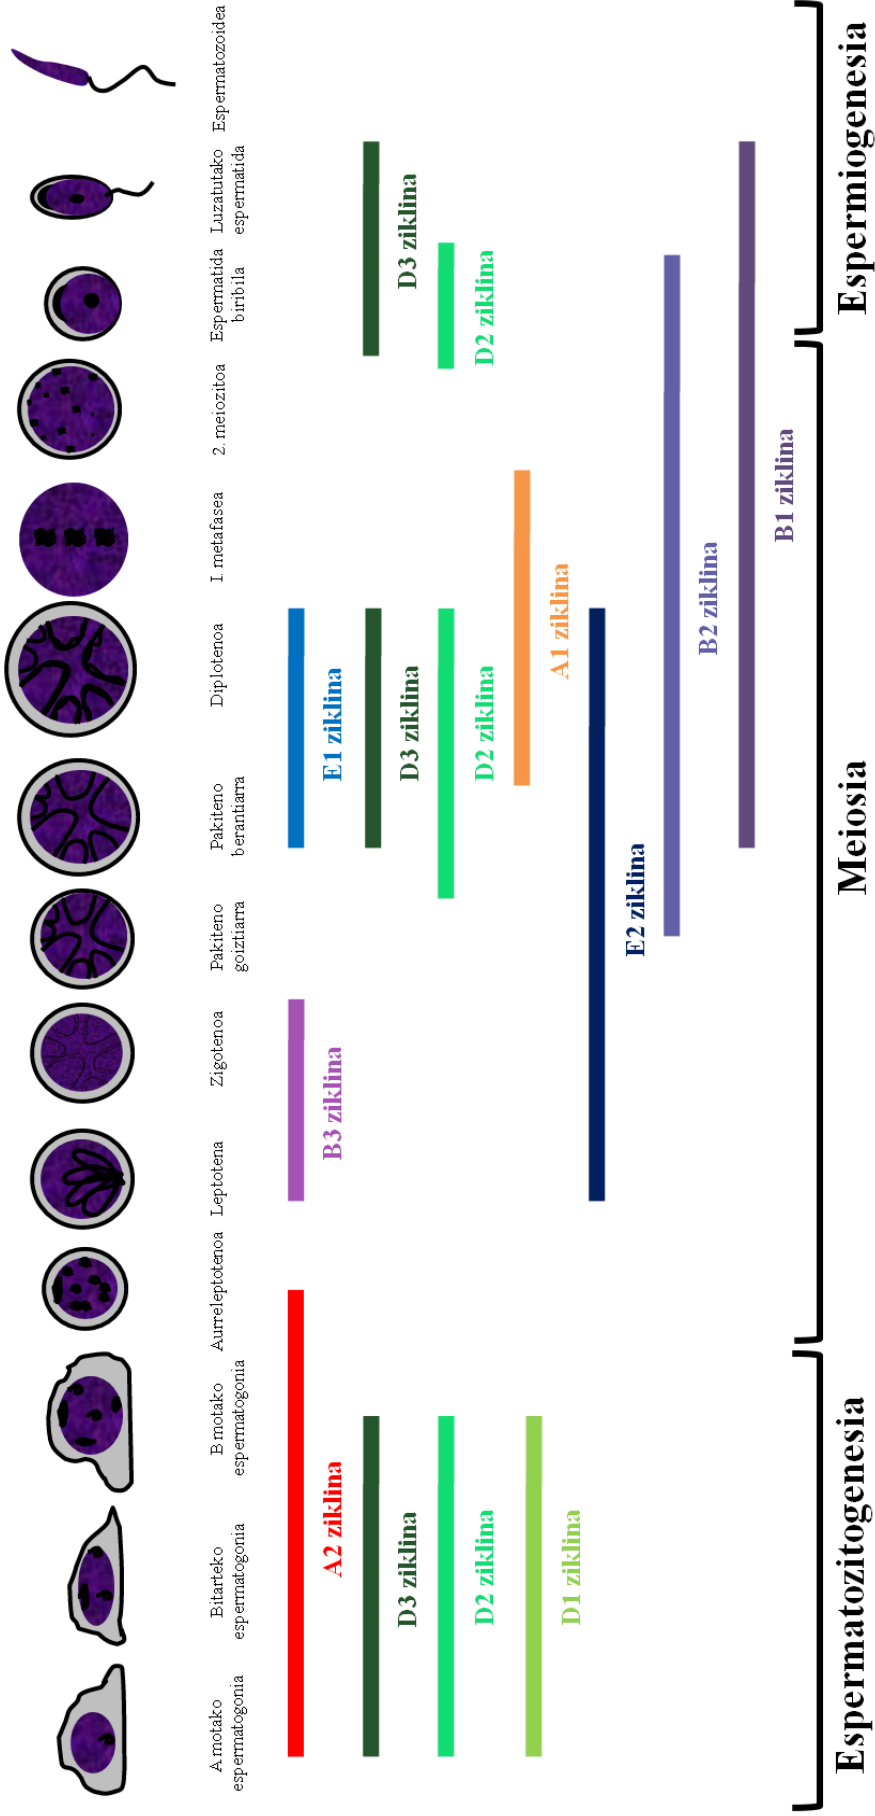 A motako
espermatogonia
Bitarteko
espermatogonia
B motako
espermatogonia
Aurreleptotenoa
Leptotena
Zigotenoa
Pakiteno
goiztiarra
Pakiteno
berantiarra
Diplotenoa
I. metafasea
2. meiozitoa
Espermatida
biribila
Luzatutako
espermatida
Espermatozoidea
A2 ziklina
B3 ziklina
E1 ziklina
D3 ziklina
D3 ziklina
D3 ziklina
D2 ziklina
D2 ziklina
D2 ziklina
D1 ziklina
A1 ziklina
E2 ziklina
B2 ziklina
B1 ziklina
Espermatozitogenesia
Meiosia
Espermiogenesia